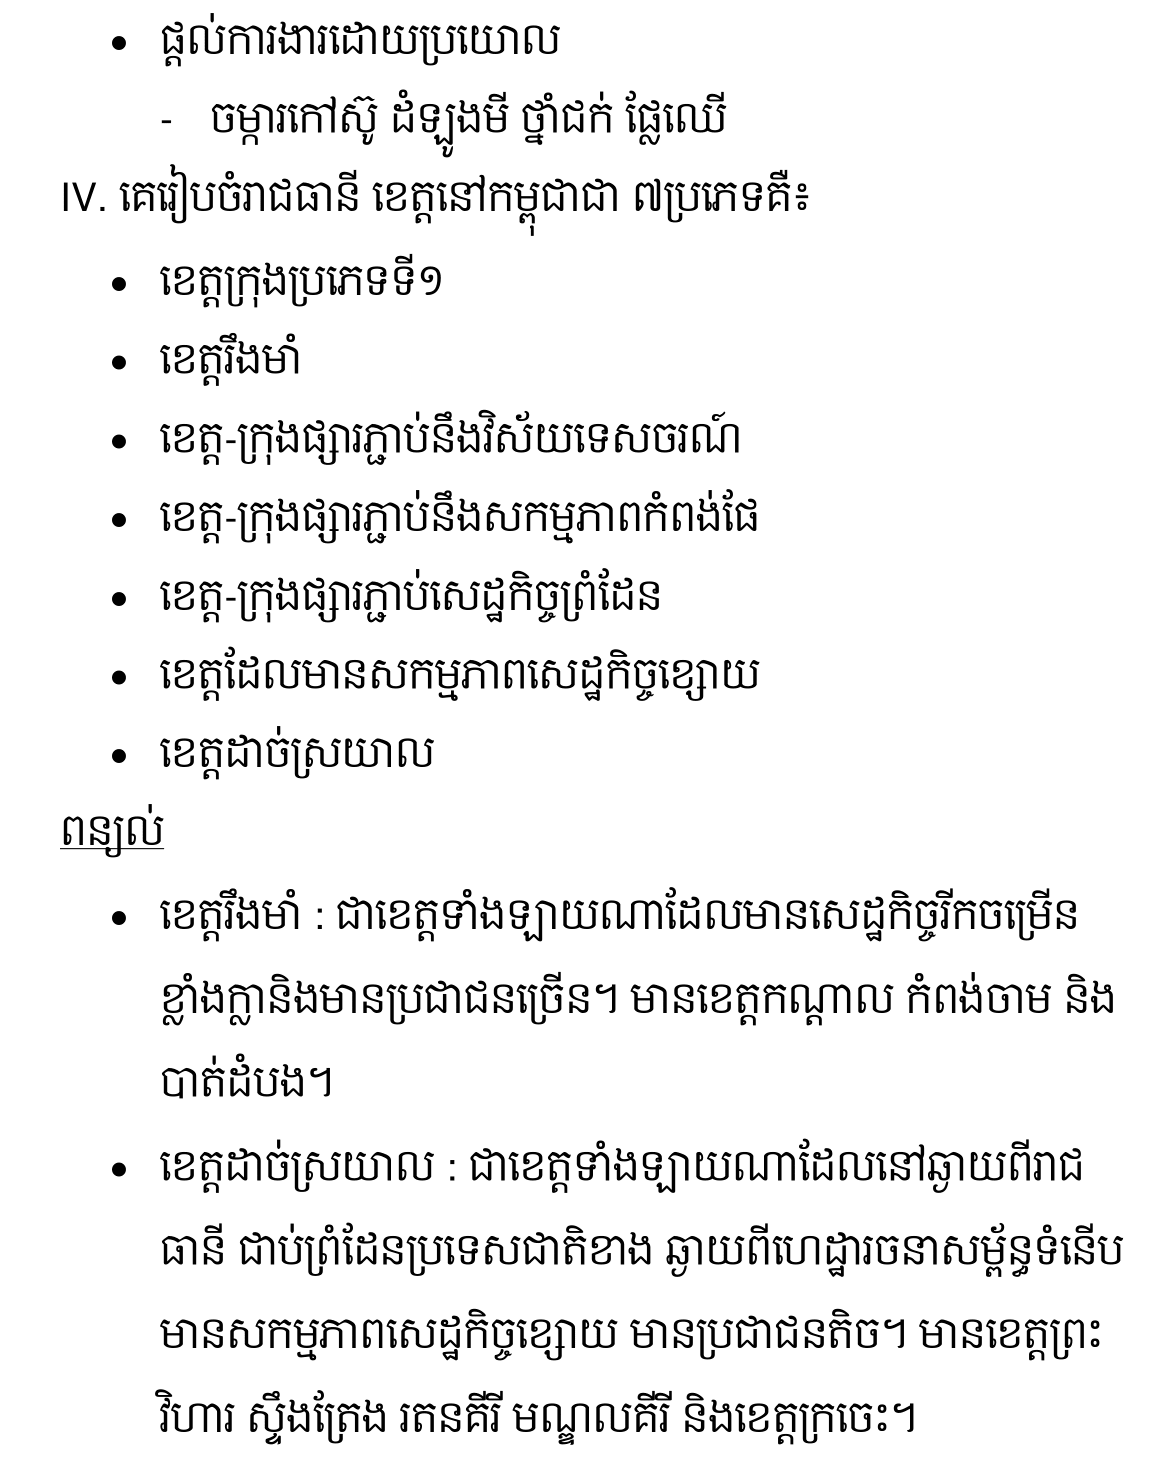 • ផ្តល់ការងារដោយប្រយោល
- ចម្ការកៅស៊ូ ដំឡូងមី ថ្នាំជក់ ផ្លែឈើ
IV. គេរៀបចំរាជធានី ខេត្តនៅកម្ពុជាជា ៧ប្រភេទគឺ៖
• ខេត្តក្រុងប្រភេទទី១
• ខេត្តរឹងមាំ
• ខេត្ត-ក្រុងផ្សារភ្ជាប់នឹងវិស័យទេសចរណ៍
• ខេត្ត-ក្រុងផ្សារភ្ជាប់នឹងសកម្មភាពកំពង់ផែ
• ខេត្ត-ក្រុងផ្សារភ្ជាប់សេដ្ឋកិច្ចព្រំដែន
• ខេត្តដែលមានសកម្មភាពសេដ្ឋកិច្ចខ្សោយ
• ខេត្តដាច់ស្រយាល
ពន្យល់
• ខេត្តរឹងមាំ : ជាខេត្តទាំងឡាយណាដែលមានសេដ្ឋកិច្ចរីកចម្រើន
ខ្លាំងក្លានិងមានប្រជាជនច្រើន។ មានខេត្តកណ្តាល កំពង់ចាម និង
បាត់ដំបង។
• ខេត្តដាច់ស្រយាល : ជាខេត្តទាំងឡាយណាដែលនៅឆ្ងាយពីរាជ
ធានី ជាប់ព្រំដែនប្រទេសជាតិខាង ឆ្ងាយពីហេដ្ឋារចនាសម្ព័ន្ធទំនើប
មានសកម្មភាពសេដ្ឋកិច្ចខ្សោយ មានប្រជាជនតិច។ មានខេត្តព្រះ
វិហារ ស្ទឹងត្រែង រតនគីរី មណ្ឌលគីរី និងខេត្តក្រចេះ។